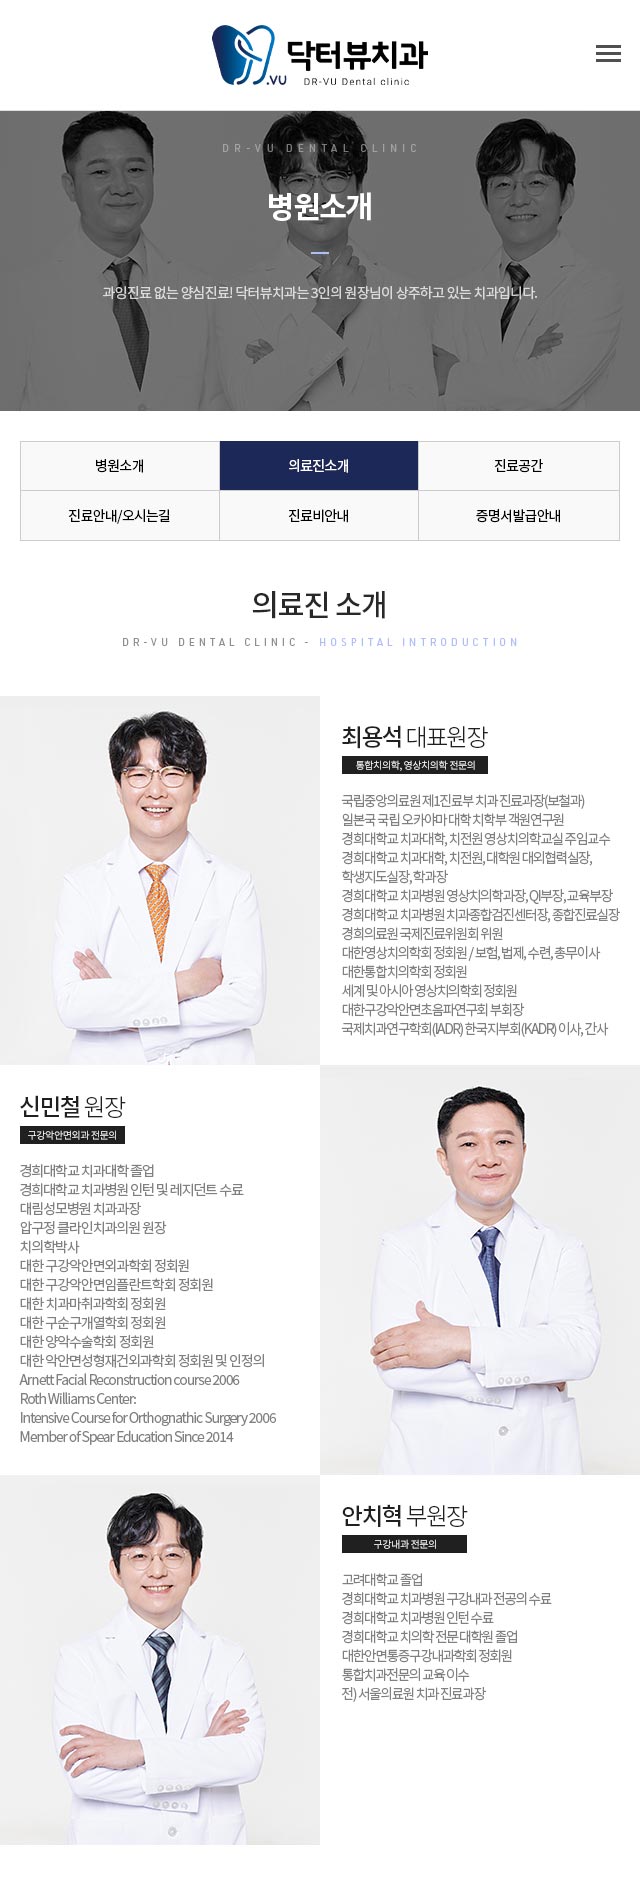 닥터뷰치과
.VU
DR-VU Dental clinic
DR-VU DENTAL CLINIC
병원소개
과잉진료 없는 양심진료! 닥터뷰치과는 3인의 원장님이 상주하고 있는 치과입니다.
병원소개
의료진소개
진료공간
진료안내/오시는길
진료비안내
증명서발급안내
의료진 소개
DR-VU DENTAL CLINIC - HOSPITAL INTRODUCTION
최용석 대표원장
통합치의학, 영상치의학 전문의
국립중앙의료원 제1진료부 치과 진료과장(보철과)
일본국 국립 오카야마 대학 치학부 객원연구원
경희대학교 치과대학, 치전원 영상치의학교실 주임교수
경희대학교 치과대학, 치전원, 대학원 대외협력실장,
학생지도실장, 학과장
경희대학교 치과병원 영상치의학과장, QI부장, 교육부장
경희대학교 치과병원 치과종합검진센터장, 종합진료실장
경희의료원 국제진료위원회 위원
대한영상치의학회 정회원 / 보험, 법제, 수련, 총무이사
대한통합치의학회 정회원
세계 및 아시아 영상치의학회 정회원
대한구강악안면초음파연구회 부회장
국제치과연구학회(IADR) 한국지부회(KADR) 이사, 간사
신민철 원장
구강악안면외과 전문의
경희대학교 치과대학 졸업
경희대학교 치과병원 인턴 및 레지던트 수료
대림성모병원 치과과장
압구정 클라인치과의원 원장
치의학박사
대한 구강악안면외과학회 정회원
대한 구강악안면임플란트학회 정회원
대한 치과마취과학회 정회원
대한 구순구개열학회 정회원
대한 양악수술학회 정회원
대한 악안면성형재건외과학회 정회원 및 인정의
Arnett Facial Reconstruction course 2006
Roth Williams Center:
Intensive Course for Orthognathic Surgery 2006
Member of Spear Education Since 2014
안치혁 부원장
구강내과 전문의
고려대학교 졸업
경희대학교 치과병원 구강내과 전공의 수료
경희대학교 치과병원 인턴 수료
경희대학교 치의학 전문 대학원 졸업
대한안면통증구강내과학회 정회원
통합치과전문의 교육 이수
전) 서울의료원 치과 진료과장